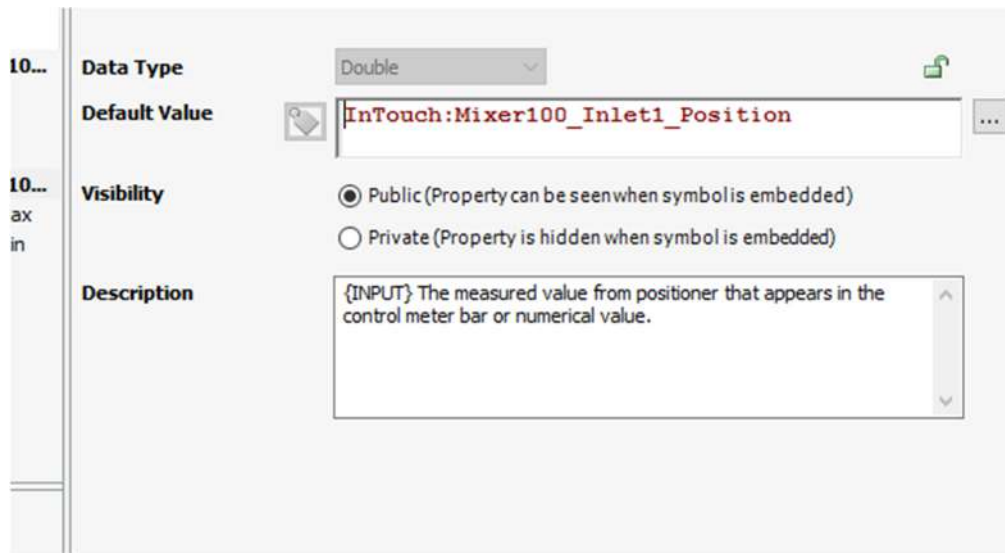 10...
Data Type
Double
Default Value
InTouch:Mixer100_Inlet1_Position
...
10...
ax
in
Visibility
Public (Property can be seen when symbol is embedded)
Private (Property is hidden when symbol is embedded)
Description
{INPUT} The measured value from positioner that appears in the
control meter bar or numerical value.